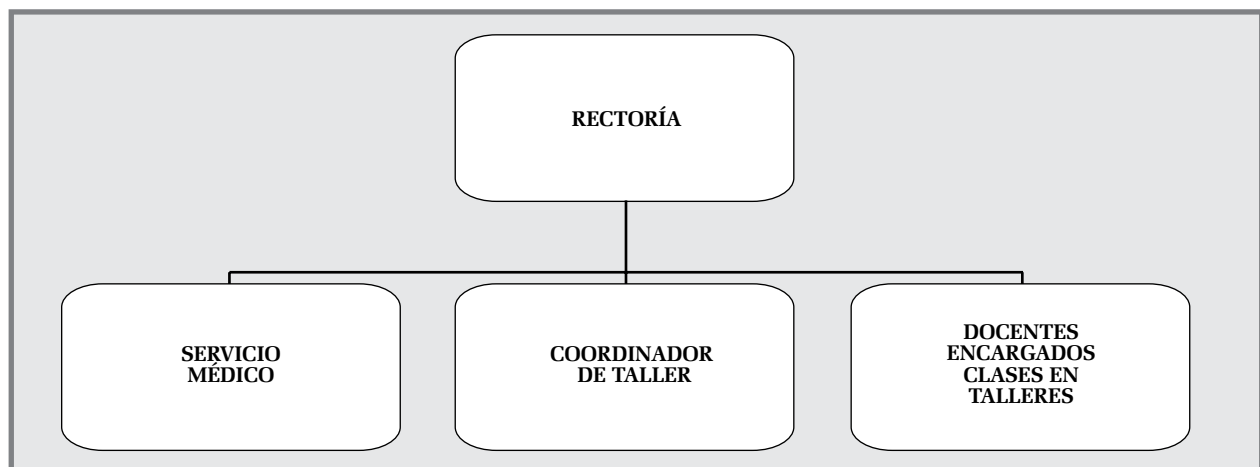 RECTORÍA
SERVICIO
MÉDICO
COORDINADOR
DE TALLER
DOCENTES
ENCARGADOS
CLASES EN
TALLERES